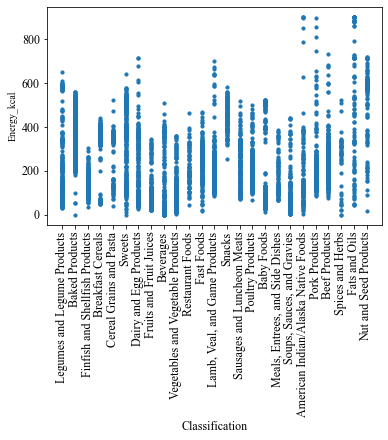 Energy_kcal
800
600
400
200
0
Legumes and Legume Products
Baked Products
Finfish and Shellfish Products
Breakfast Cereals
Cereal Grains and Pasta
Sweets
Dairy and Egg Products
Fruits and Fruit Juices
Beverages
Vegetables and Vegetable Products
Restaurant Foods
Fast Foods
Lamb, Veal, and Game Products
Snacks
Sausages and Luncheon Meats
Poultry Products
Baby Foods
Meals, Entrees, and Side Dishes
Soups, Sauces, and Gravies
American Indian/Alaska Native Foods
Pork Products
Beef Products
Spices and Herbs
Fats and Oils
Nut and Seed Products
Classification